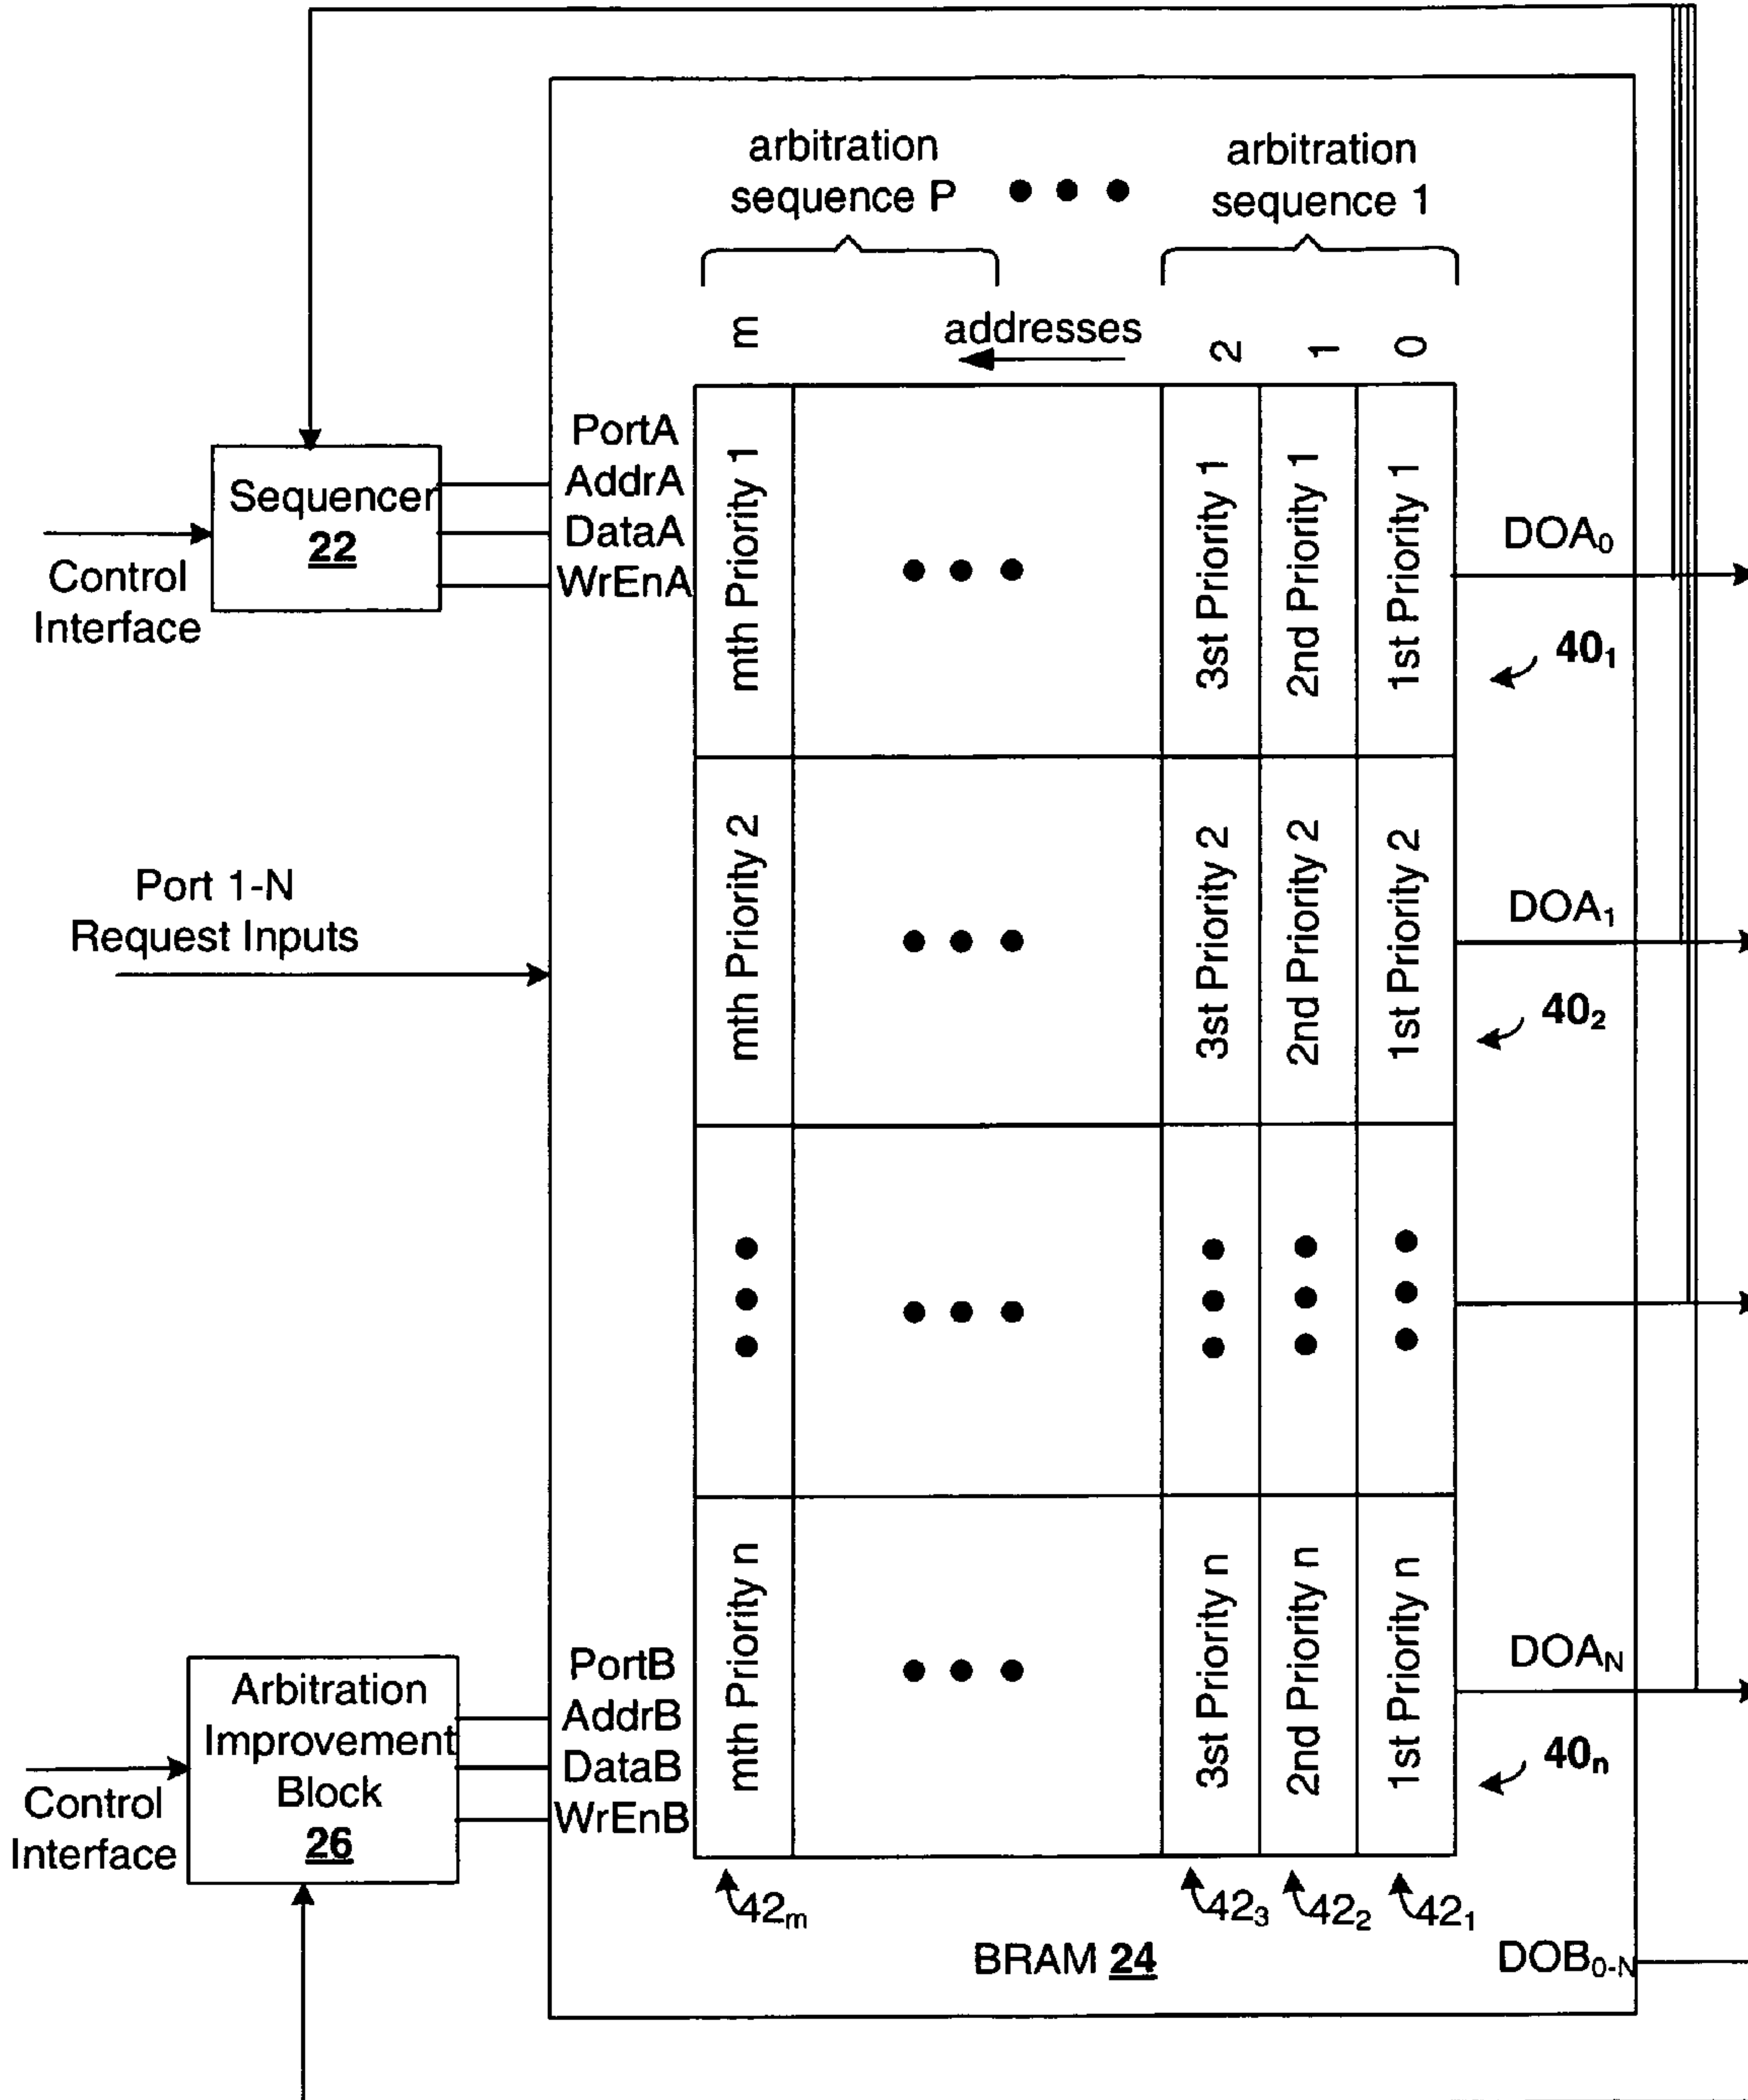 arbitration
sequence P
arbitration
sequence 1
m
addresses
2
1
0
PortA
AddrA
DataA
WrEnA
Sequencer
22
Control
Interface
mth Priority 1
3st Priority 1
2nd Priority 1
1st Priority 1
DOA0
401
Port 1-N
Request Inputs
mth Priority 2
3st Priority 2
2nd Priority 2
1st Priority 2
DOA1
402
mth Priority n
3st Priority n
2nd Priority n
1st Priority n
DOAN
40n
PortB
AddrB
DataB
WrEnB
Arbitration
Improvement
Block
26
Control
Interface
42m
423
422
421
BRAM 24
DOB0-N